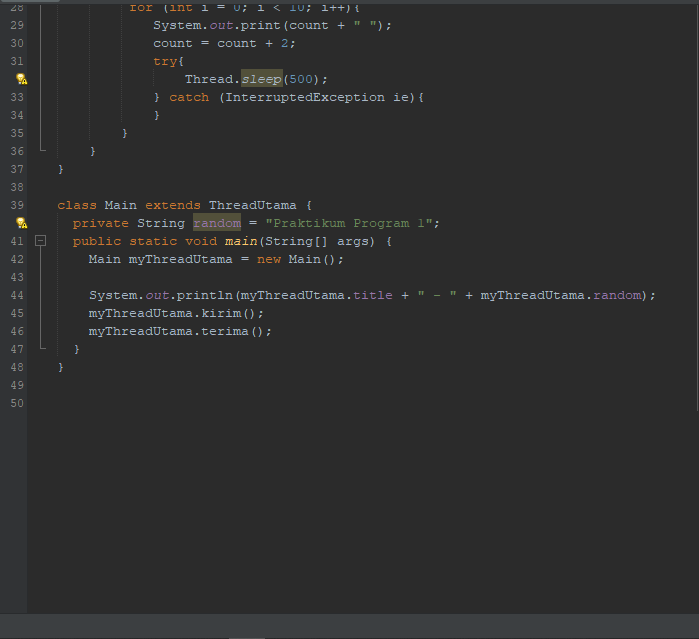 28 for (int i = 0; i < 10; i++){
29 System.out.print(count + " ");
30 count = count + 2;
31 try{
Thread.sleep(500);
33 } catch (InterruptedException ie){
34 }
35 }
36 }
37 }
38
39 class Main extends ThreadUtama {
private String random = "Praktikum Program 1";
41 public static void main(String[] args) {
42 Main myThreadUtama = new Main();
43
44 System.out.println(myThreadUtama.title + " - " + myThreadUtama.random);
45 myThreadUtama.kirim();
46 myThreadUtama.terima();
47 }
48 }
49
50